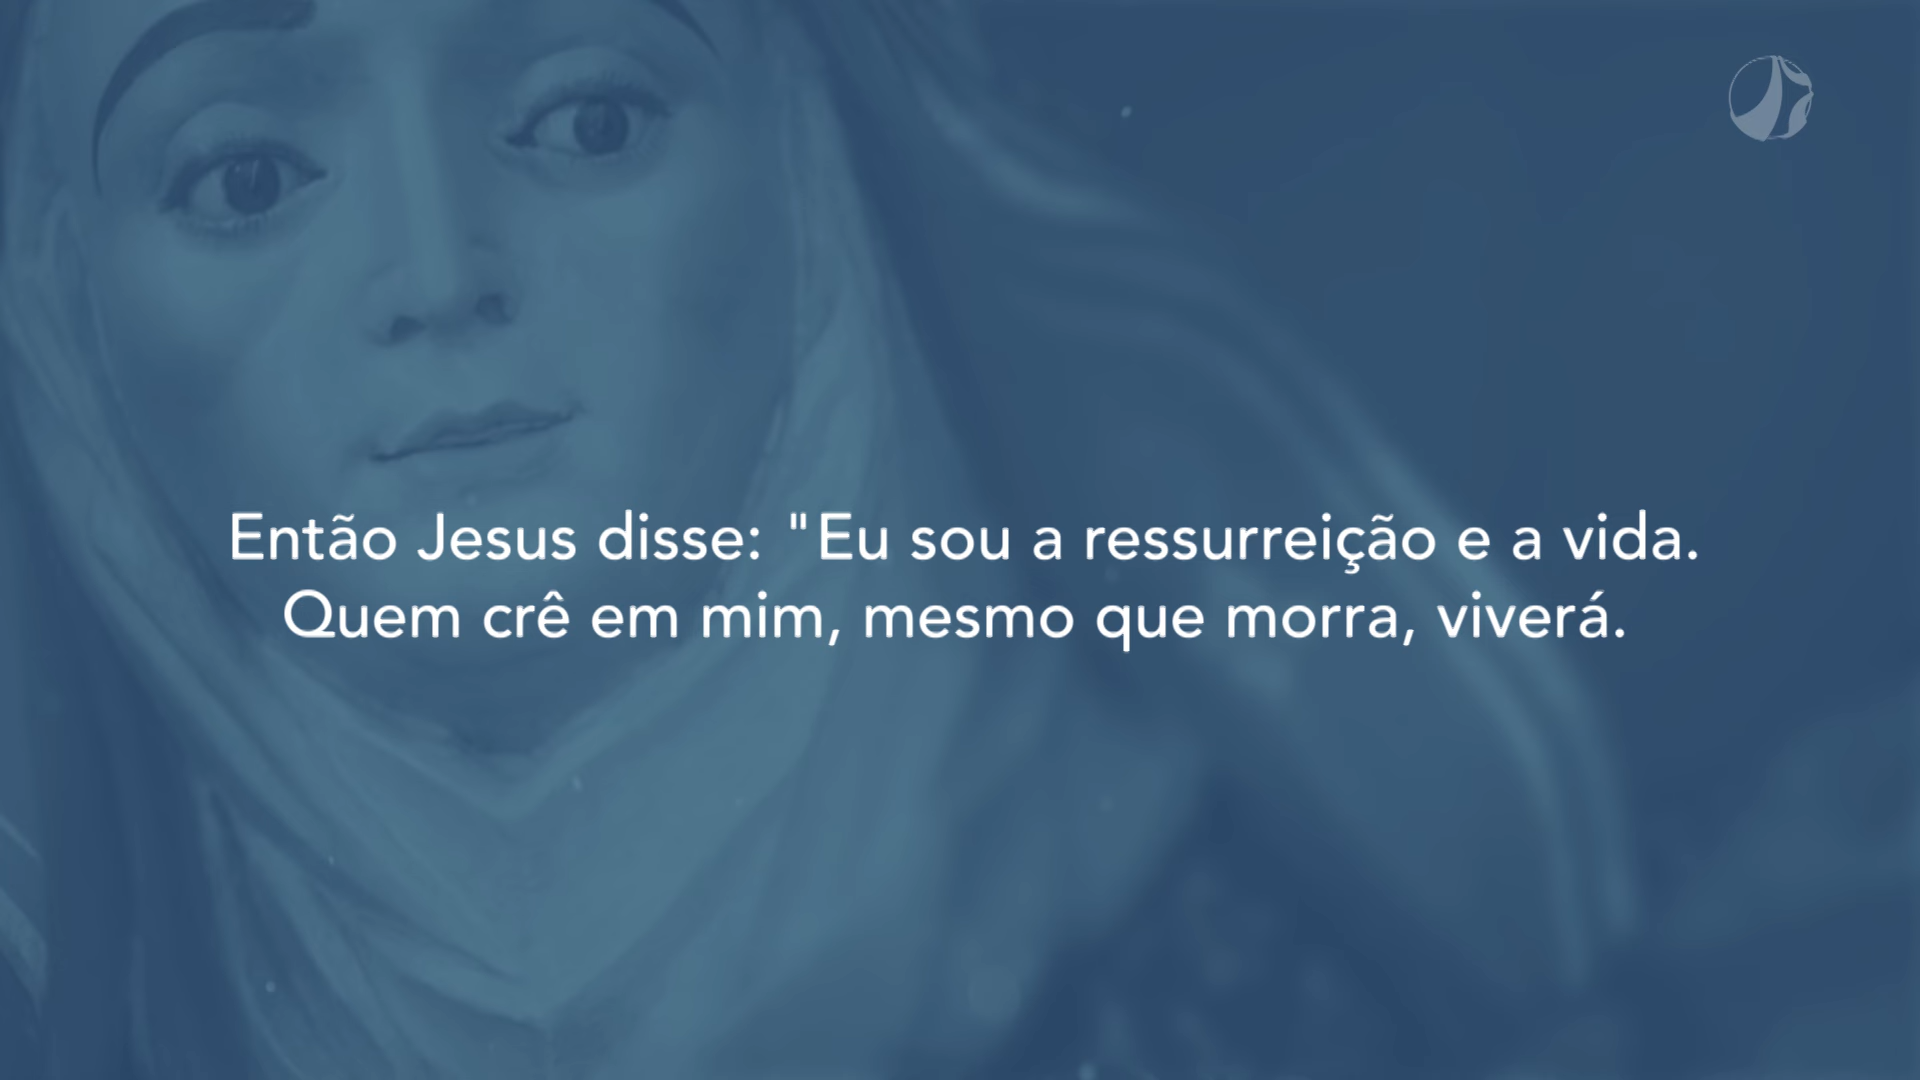 Então Jesus disse: "Eu sou a ressurreição e a vida.
Quem crê em mim, mesmo que morra, viverá.